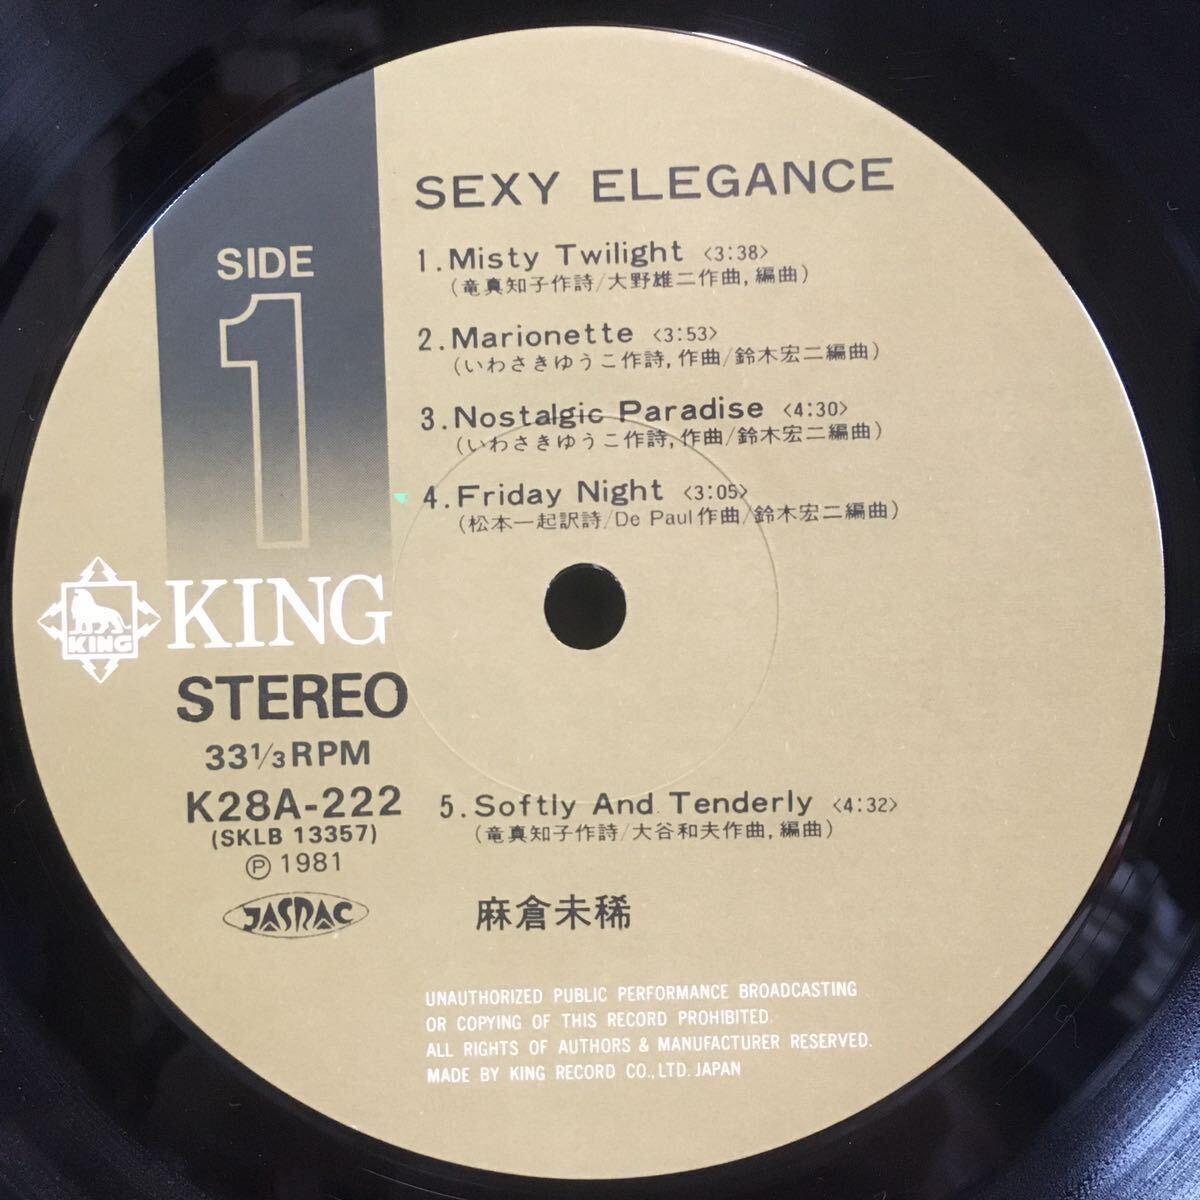 SEXY ELEGANCE
SIDE
1
1. Misty Twilight <3:38>
(竜真知子作詩/大野雄二作曲,編曲)
2. Marionette <3:53>
(いわさきゆうこ作詩,作曲/鈴木宏二編曲)
3. Nostalgic Paradise <4:30>
(いわさきゆうこ作詩,作曲/鈴木宏二編曲)
4. Friday Night <3:05>
(松本一起訳詩/De Paul作曲/鈴木宏二編曲)
KING
KING
STEREO
33 1/3 RPM
K28A-222
(SKLB 13357)
Ⓟ 1981
JASRAC
5. Softly And Tenderly <4:32>
(竜真知子作詩/大谷和夫作曲,編曲)
麻倉未稀
UNAUTHORIZED PUBLIC PERFORMANCE BROADCASTING
OR COPYING OF THIS RECORD PROHIBITED.
ALL RIGHTS OF AUTHORS & MANUFACTURER RESERVED.
MADE BY KING RECORD CO., LTD. JAPAN